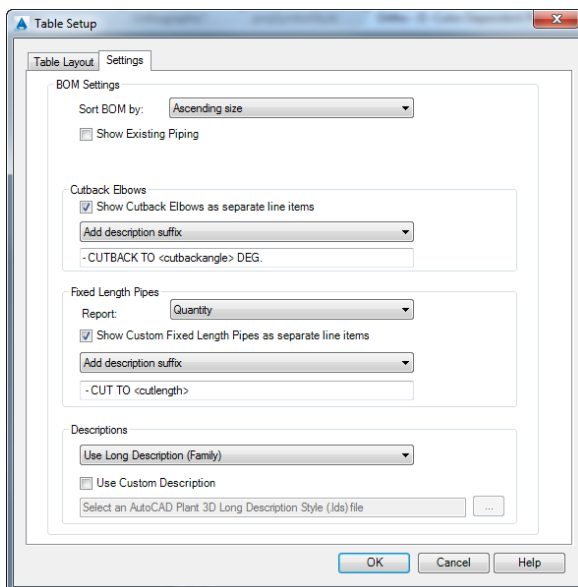 Table Setup
Table Layout
Settings
BOM Settings
Sort BOM by:
Ascending size
Show Existing Piping
Cutback Elbows
Show Cutback Elbows as separate line items
Add description suffix
- CUTBACK TO <cutbackangle> DEG.
Fixed Length Pipes
Report:
Quantity
Show Custom Fixed Length Pipes as separate line items
Add description suffix
- CUT TO <cutlength>
Descriptions
Use Long Description (Family)
Use Custom Description
Select an AutoCAD Plant 3D Long Description Style (.lds) file
...
OK
Cancel
Help